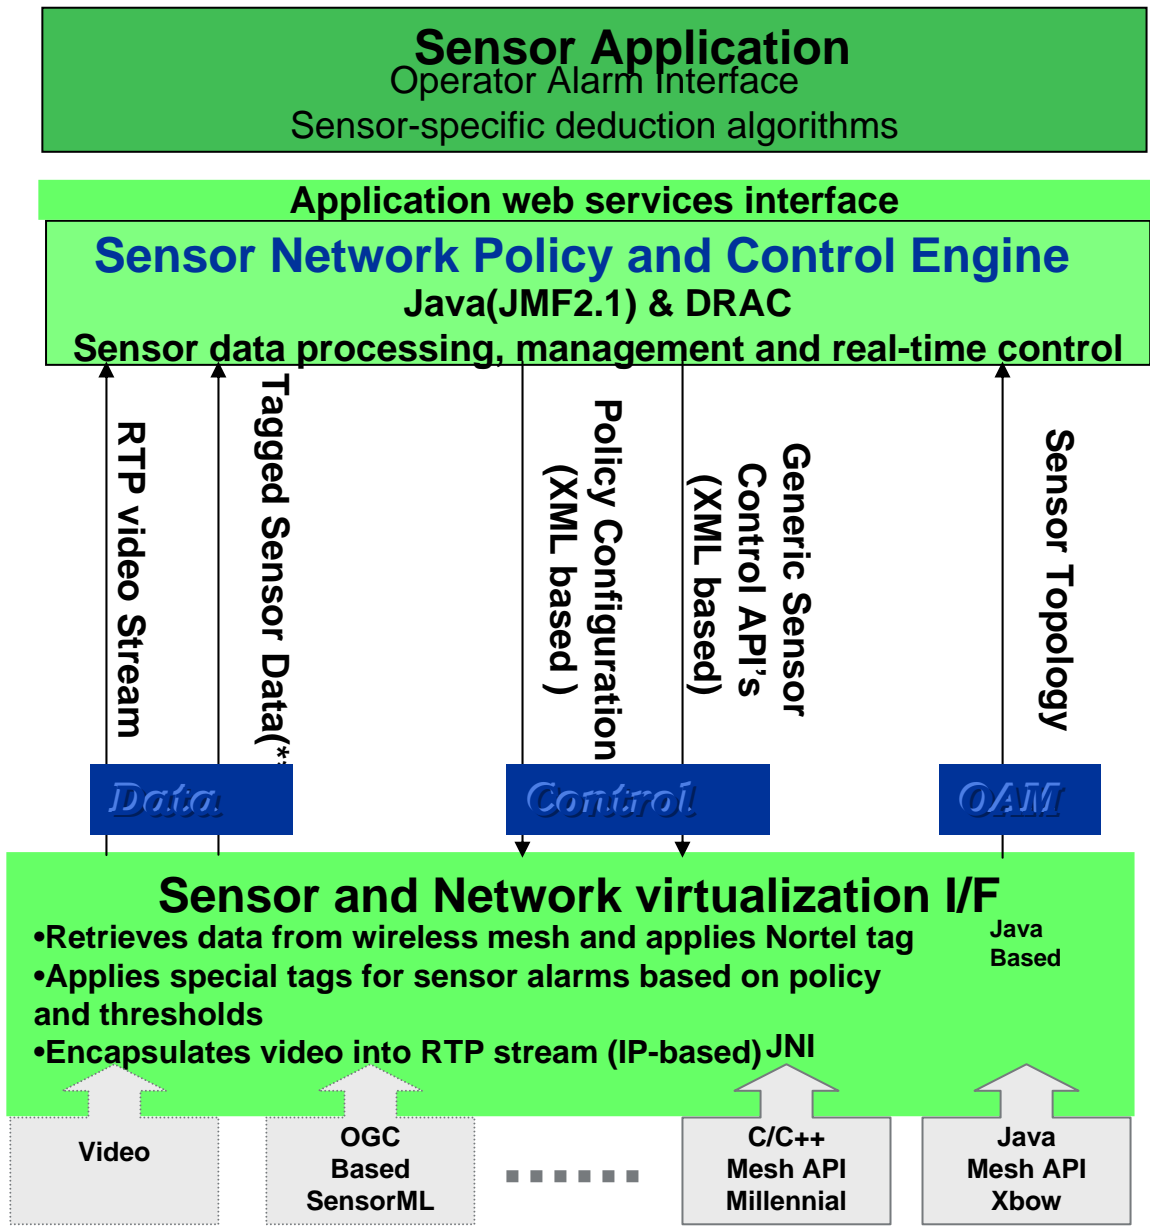 Sensor Application
Operator Alarm Interface
Sensor-specific deduction algorithms
Application web services interface
Sensor Network Policy and Control Engine
Java(JMF2.1) & DRAC
Sensor data processing, management and real-time control
RTP video Stream
Tagged Sensor Data(**
Policy Configuration
(XML based )
Generic Sensor
Control API's
(XML based)
Sensor Topology
Data
Control
OAM
Sensor and Network virtualization I/F
•Retrieves data from wireless mesh and applies Nortel tag
•Applies special tags for sensor alarms based on policy
and thresholds
•Encapsulates video into RTP stream (IP-based)
Java
Based
JNI
Video
OGC
Based
SensorML
C/C++
Mesh API
Millennial
Java
Mesh API
Xbow